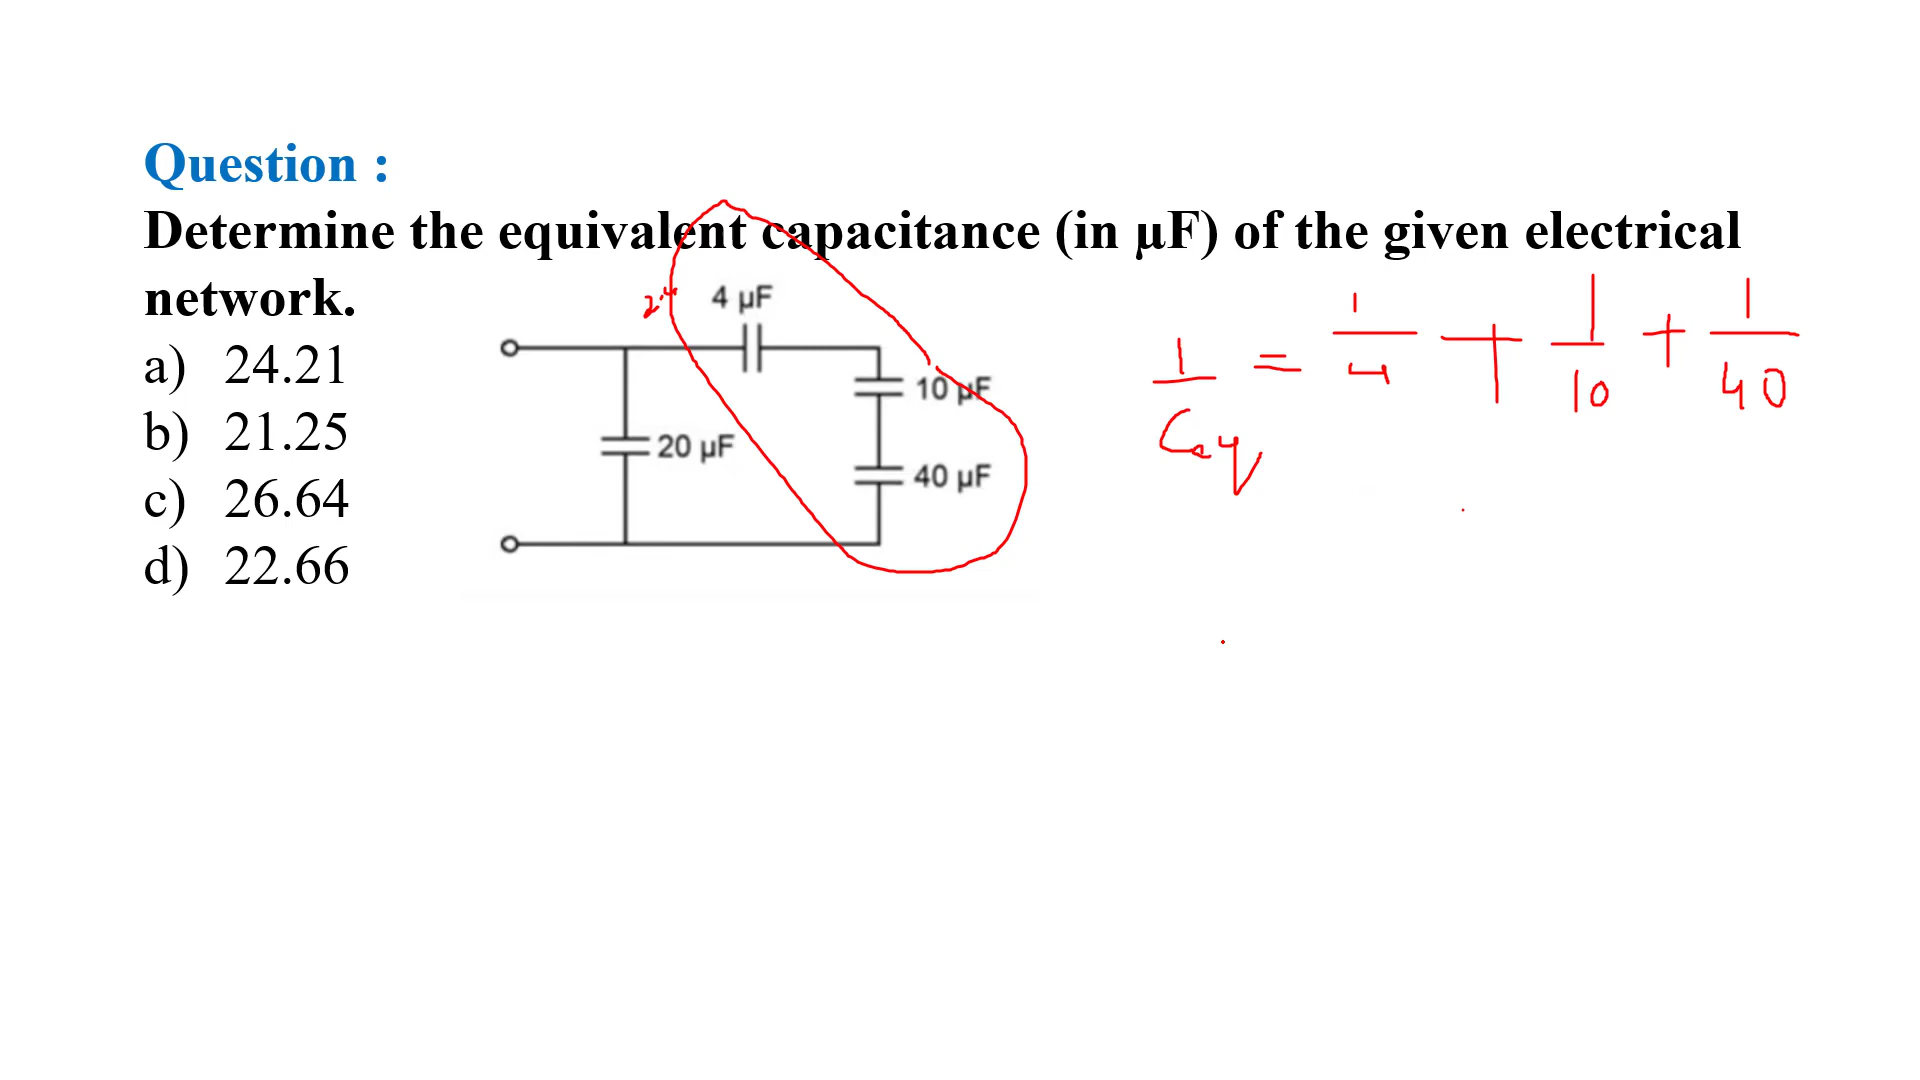 Question :
Determine the equivalent capacitance (in µF) of the given electrical
network.
a) 24.21
b) 21.25
c) 26.64
d) 22.66
4 µF
10 µF
20 µF
40 µF
1/Ceq = 1/4 + 1/10 + 1/40